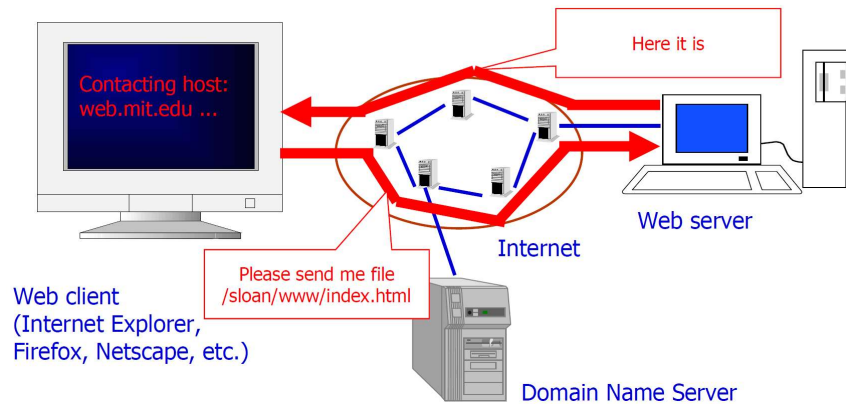 Contacting host:
web.mit.edu ...
Here it is
Web server
Internet
Please send me file
/sloan/www/index.html
Web client
(Internet Explorer,
Firefox, Netscape, etc.)
Domain Name Server